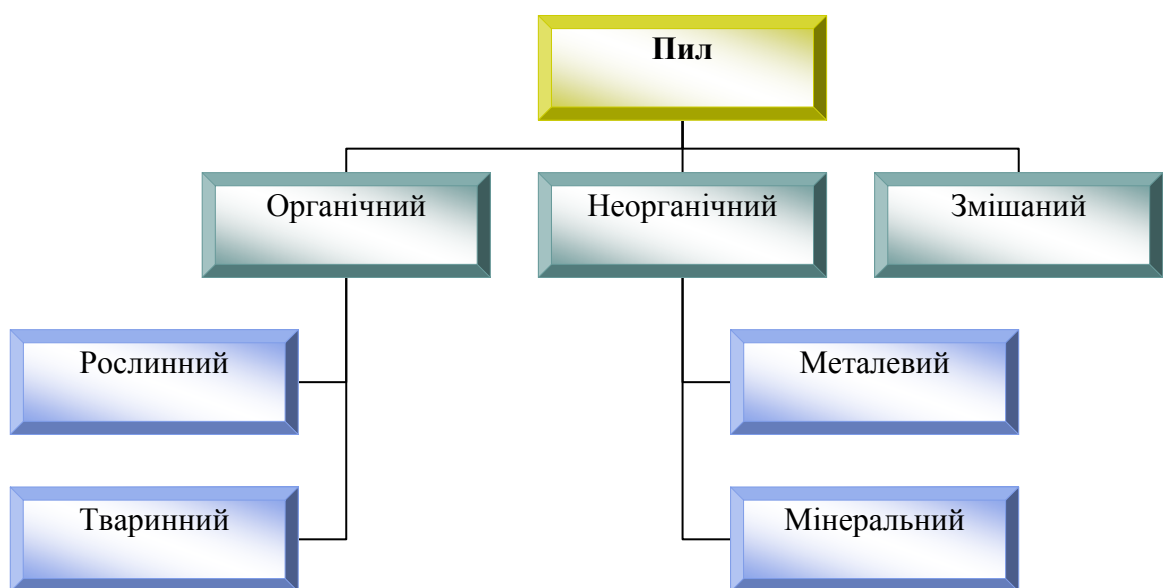 Пил
Органічний
Неорганічний
Змішаний
Рослинний
Металевий
Тваринний
Мінеральний